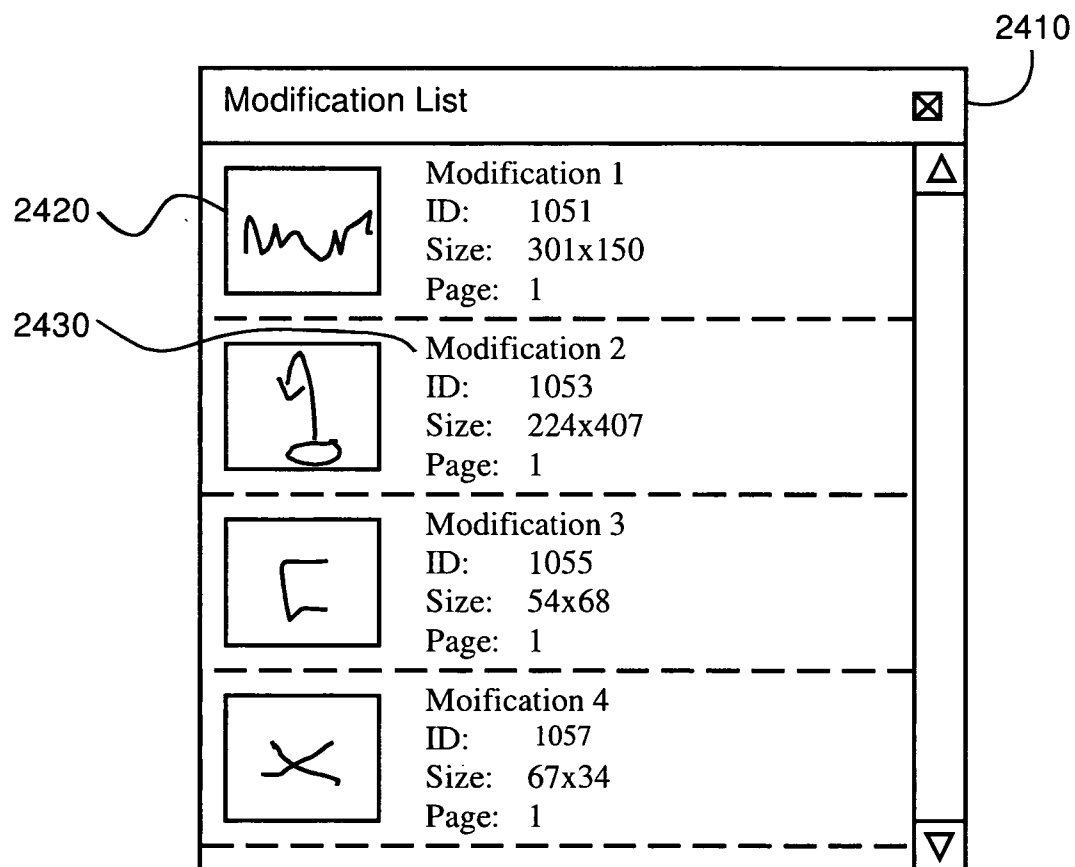 2410
Modification List
2420
Modification 1
ID: 1051
Size: 301x150
Page: 1
2430
Modification 2
ID: 1053
Size: 224x407
Page: 1
Modification 3
ID: 1055
Size: 54x68
Page: 1
Moification 4
ID: 1057
Size: 67x34
Page: 1